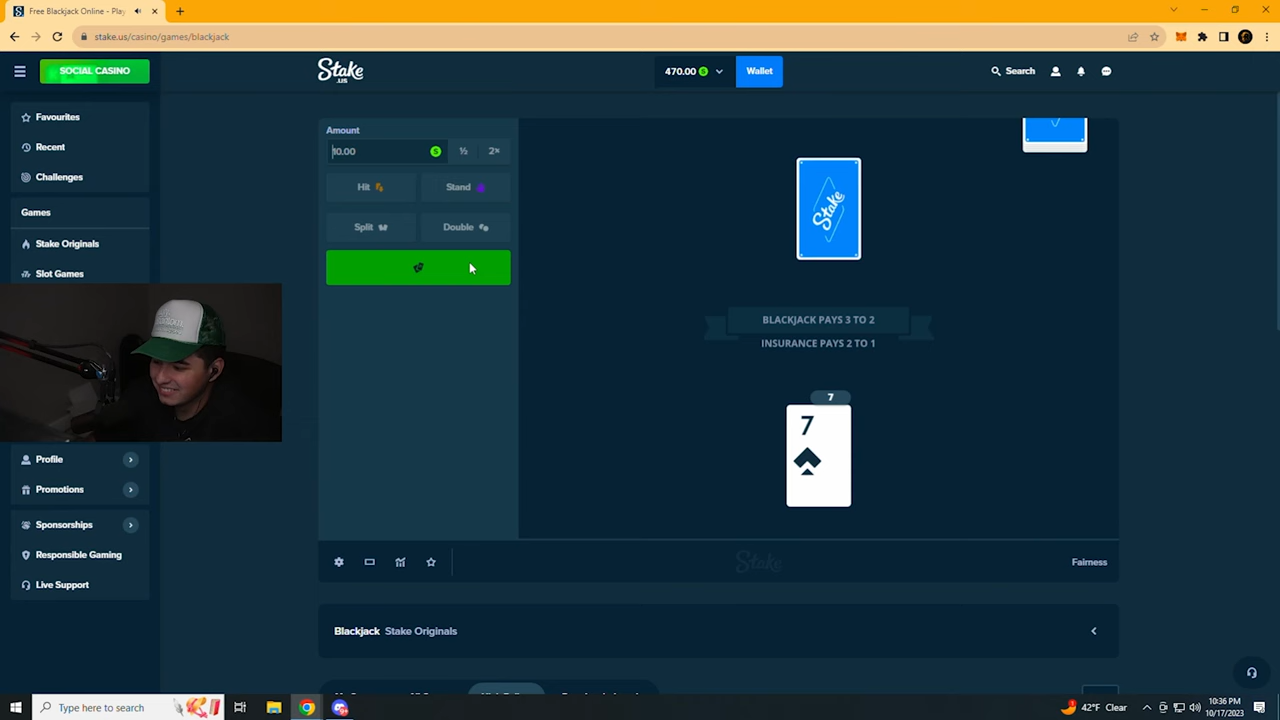 Free Blackjack Online - Play
stake.us/casino/games/blackjack
SOCIAL CASINO
Stake
.US
470.00
Wallet
Search
Favourites
Recent
Challenges
Games
Stake Originals
Slot Games
Profile
Promotions
Sponsorships
Responsible Gaming
Live Support
Amount
10.00
½
2×
Hit
Stand
Split
Double
Stake
BLACKJACK PAYS 3 TO 2
INSURANCE PAYS 2 TO 1
7
7
Stake
Fairness
Blackjack Stake Originals
Type here to search
42°F Clear
10:36 PM
10/17/2023